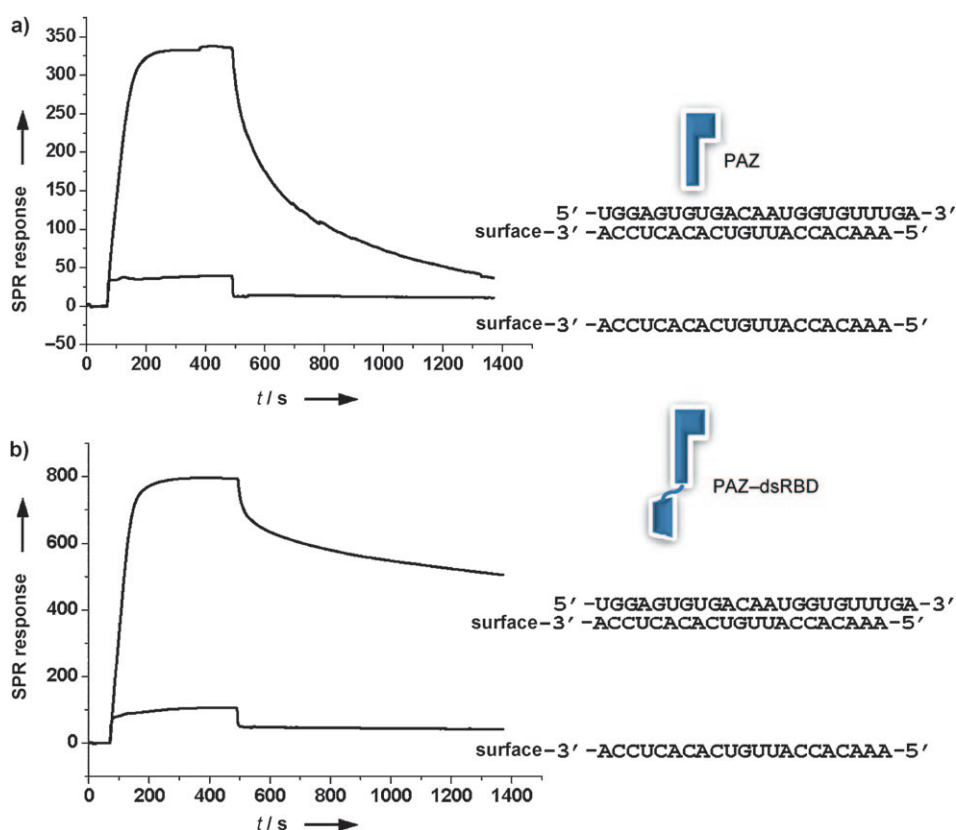 a)
350
300
250
200
150
100
50
0
–50
SPR response
0 200 400 600 800 1000 1200 1400
t / s
PAZ
5′ -UGGAGUGUGACAAUGGUGUUUGA-3′
surface–3′ -ACCUCACACUGUUACCACAAA-5′
surface–3′ -ACCUCACACUGUUACCACAAA-5′
b)
800
600
400
200
0
SPR response
0 200 400 600 800 1000 1200 1400
t / s
PAZ–dsRBD
5′ -UGGAGUGUGACAAUGGUGUUUGA-3′
surface–3′ -ACCUCACACUGUUACCACAAA-5′
surface–3′ -ACCUCACACUGUUACCACAAA-5′